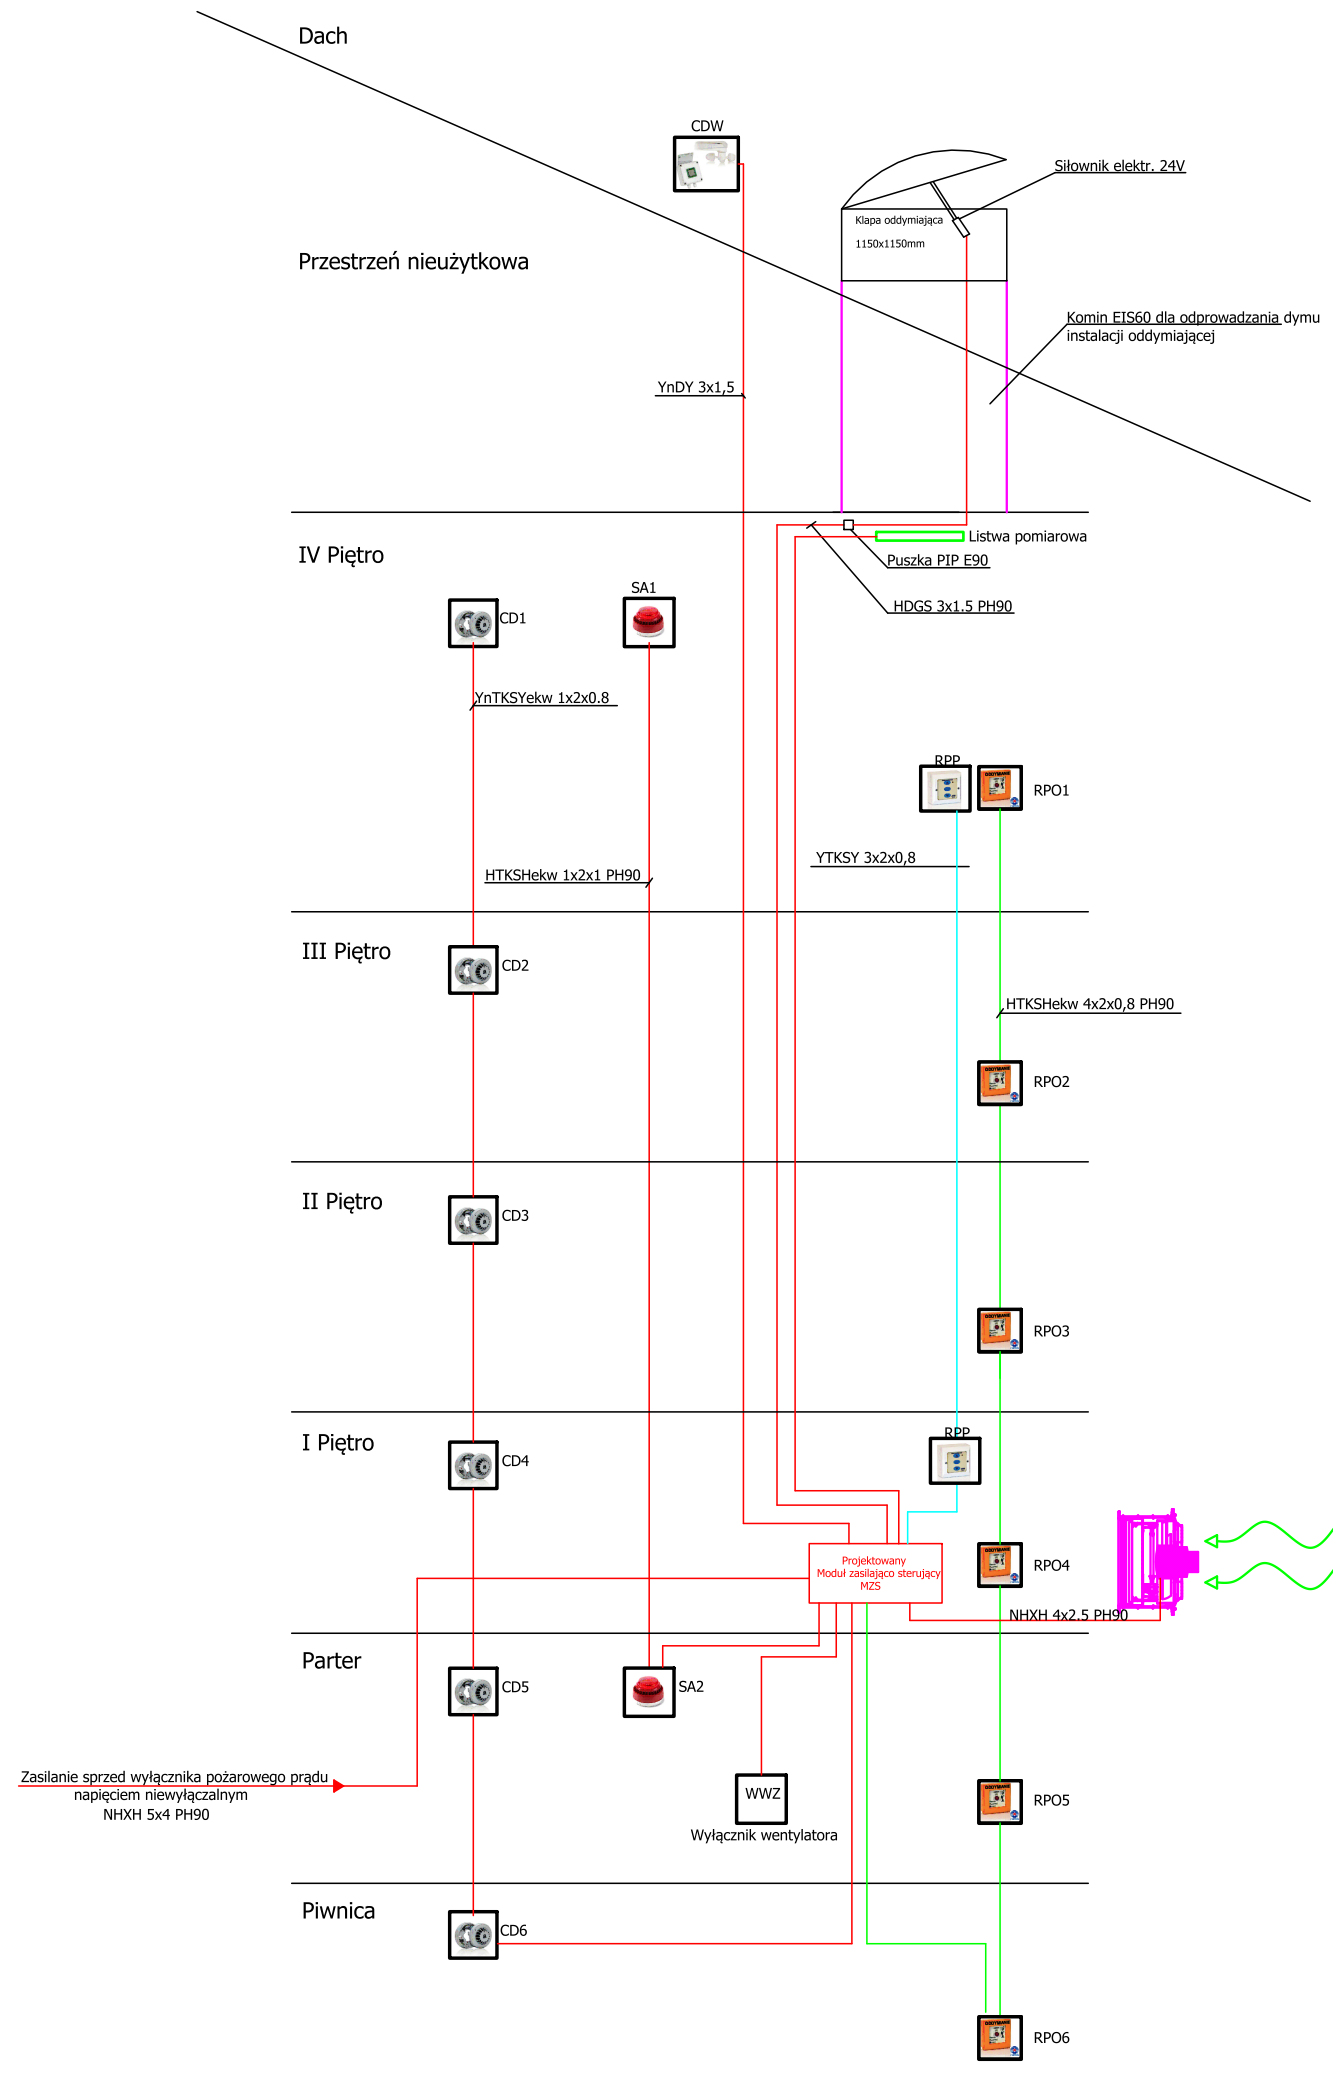 Dach
CDW
Siłownik elektr. 24V
Klapa oddymiająca
1150x1150mm
Przestrzeń nieużytkowa
Komin EIS60 dla odprowadzania dymu
instalacji oddymiającej
YnDY 3x1,5
IV Piętro
Listwa pomiarowa
Puszka PIP E90
HDGS 3x1.5 PH90
SA1
CD1
YnTKSYekw 1x2x0.8
RPP
RPO1
YTKSY 3x2x0,8
HTKSHekw 1x2x1 PH90
III Piętro
CD2
HTKSHekw 4x2x0,8 PH90
RPO2
II Piętro
CD3
RPO3
I Piętro
RPP
CD4
Projektowany
Moduł zasilająco sterujący
MZS
RPO4
NHXH 4x2.5 PH90
Parter
CD5
SA2
Zasilanie sprzed wyłącznika pożarowego prądu
napięciem niewyłączalnym
NHXH 5x4 PH90
WWZ
Wyłącznik wentylatora
RPO5
Piwnica
CD6
RPO6